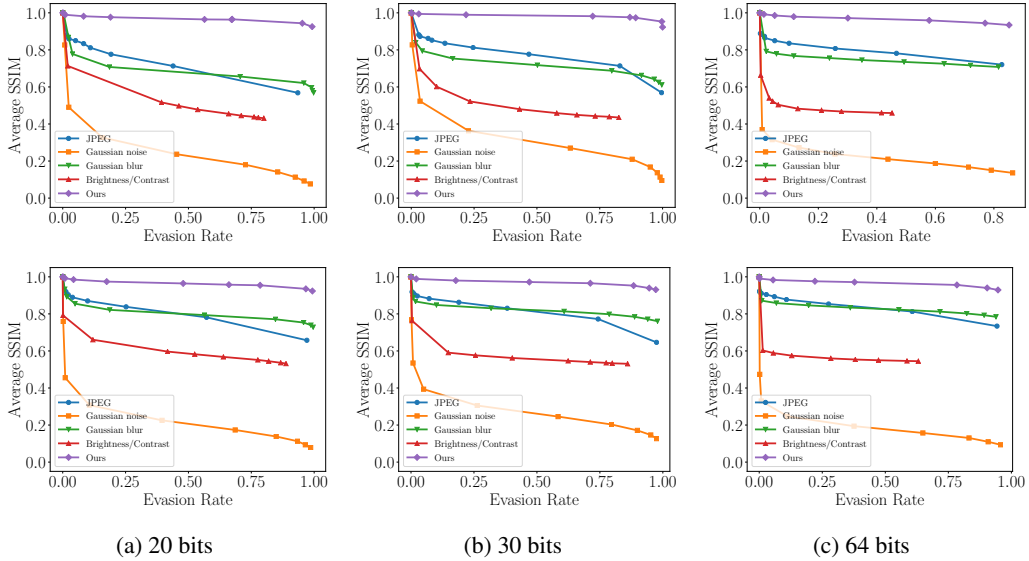 1.0
0.8
0.6
0.4
0.2
0.0
Average SSIM
JPEG
Gaussian noise
Gaussian blur
Brightness/Contrast
Ours
0.00 0.25 0.50 0.75 1.00
Evasion Rate
1.0
0.8
0.6
0.4
0.2
0.0
Average SSIM
JPEG
Gaussian noise
Gaussian blur
Brightness/Contrast
Ours
0.00 0.25 0.50 0.75 1.00
Evasion Rate
1.0
0.8
0.6
0.4
0.2
0.0
Average SSIM
JPEG
Gaussian noise
Gaussian blur
Brightness/Contrast
Ours
0.0 0.2 0.4 0.6 0.8
Evasion Rate
1.0
0.8
0.6
0.4
0.2
0.0
Average SSIM
JPEG
Gaussian noise
Gaussian blur
Brightness/Contrast
Ours
0.00 0.25 0.50 0.75 1.00
Evasion Rate
1.0
0.8
0.6
0.4
0.2
0.0
Average SSIM
JPEG
Gaussian noise
Gaussian blur
Brightness/Contrast
Ours
0.00 0.25 0.50 0.75 1.00
Evasion Rate
1.0
0.8
0.6
0.4
0.2
0.0
Average SSIM
JPEG
Gaussian noise
Gaussian blur
Brightness/Contrast
Ours
0.00 0.25 0.50 0.75 1.00
Evasion Rate
(a) 20 bits
(b) 30 bits
(c) 64 bits